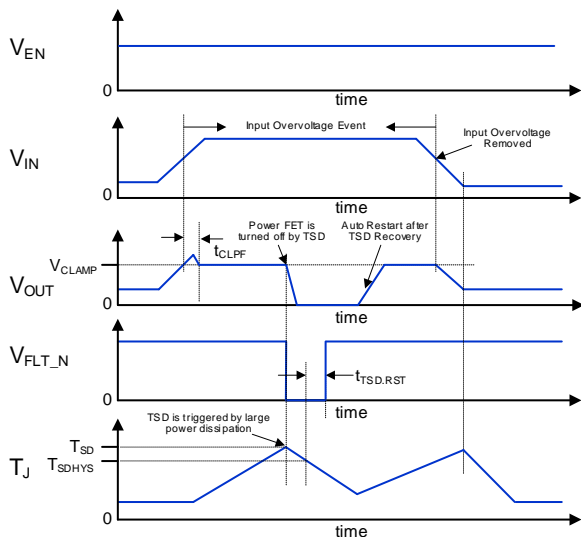 V_EN
0
time
Input Overvoltage Event
Input Overvoltage
Removed
V_IN
0
time
Power FET is
turned off by TSD
Auto Restart after
TSD Recovery
t_CLPF
V_CLAMP
V_OUT
0
time
V_FLT_N
t_TSD.RST
0
time
TSD is triggered by large
power dissipation
T_SD
T_SDHYS
T_J
0
time